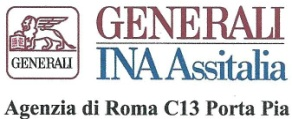 GENERALI
GENERALI
INA Assitalia
Agenzia di Roma C13 Porta Pia